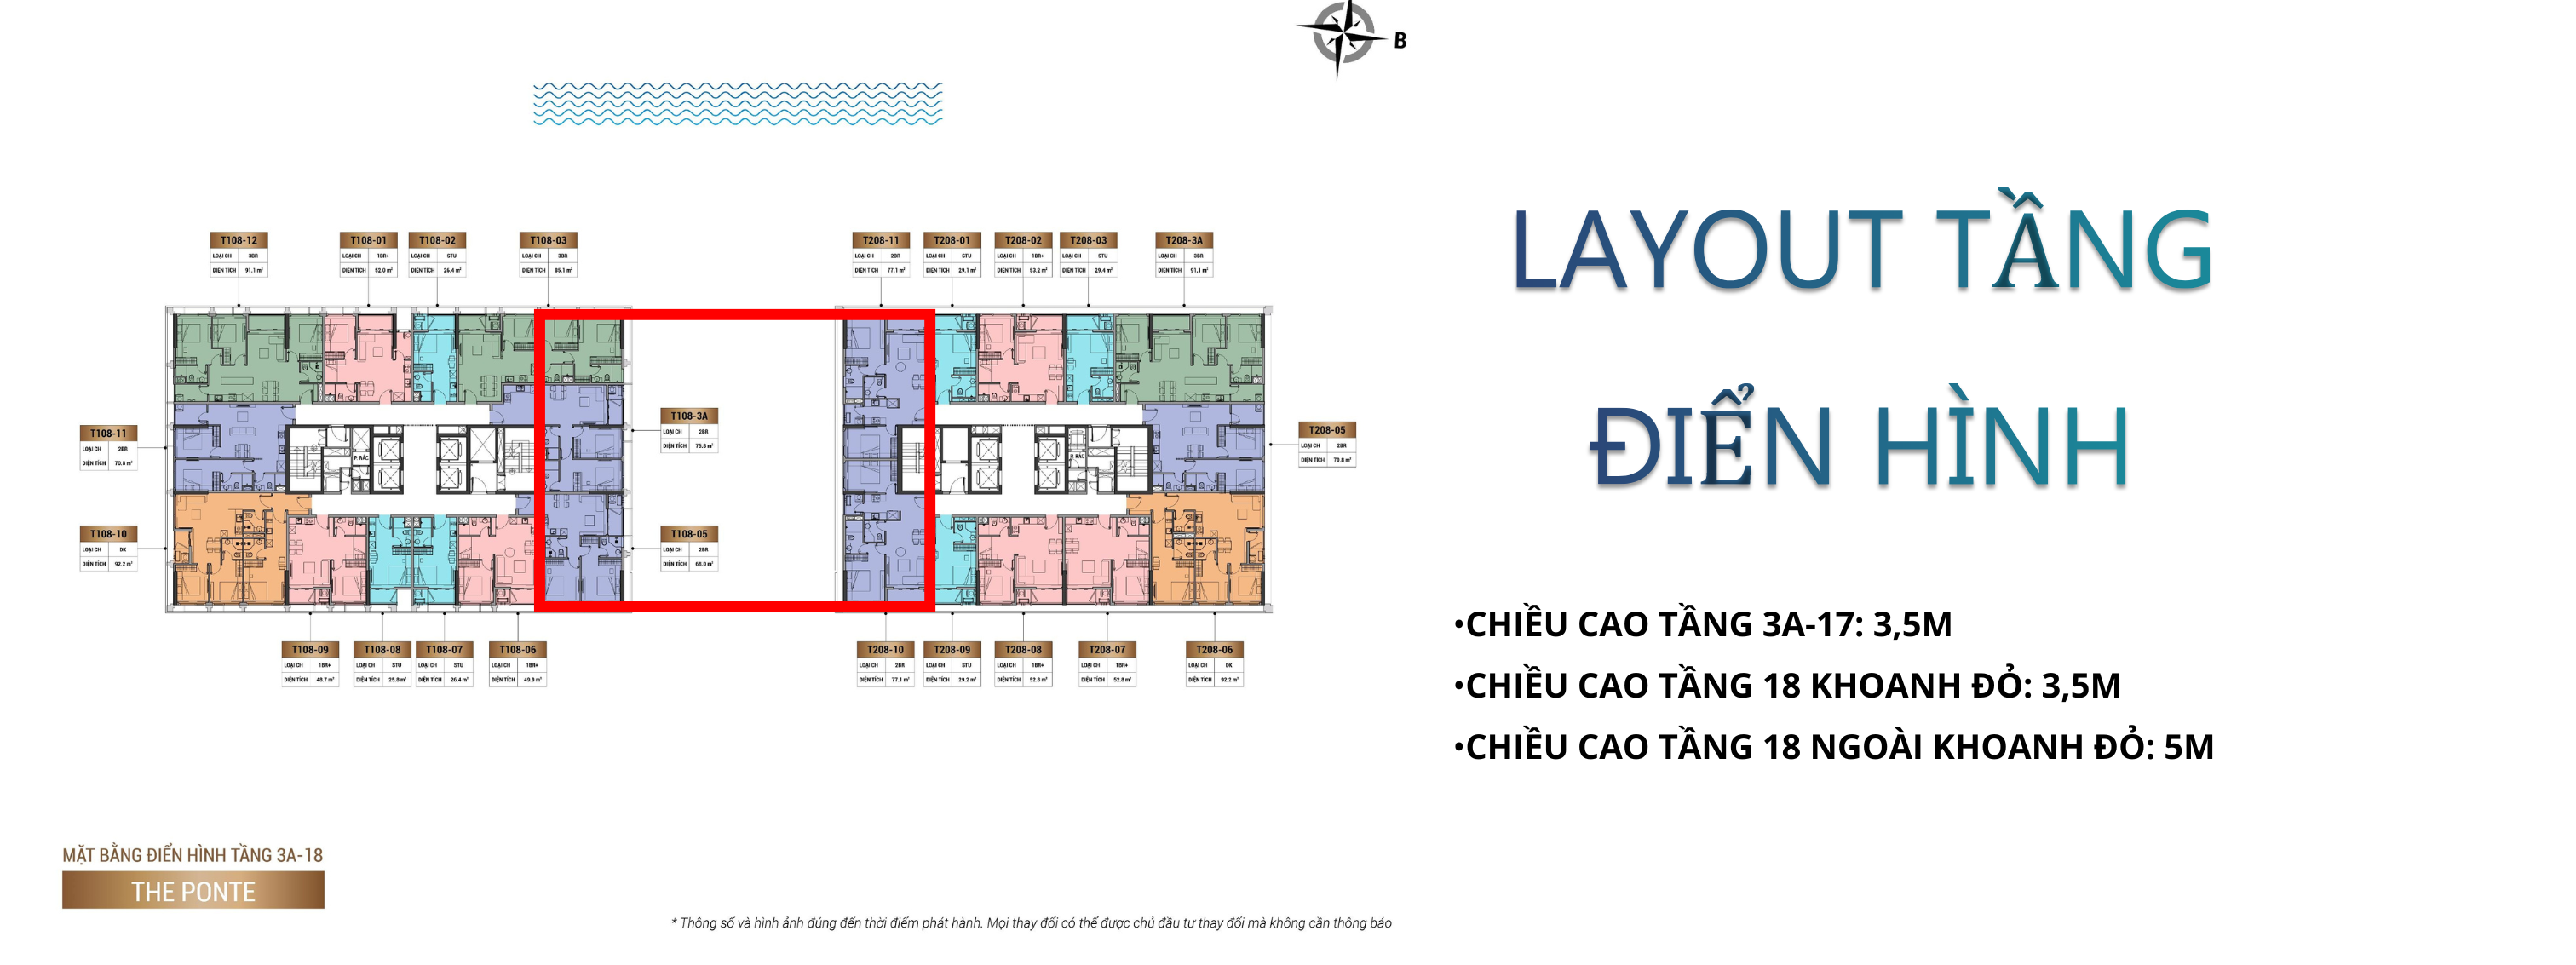 B
T108-12
LOẠI CH 3BR
DIỆN TÍCH 91.1 m²
T108-01
LOẠI CH 1BR+
DIỆN TÍCH 52.0 m²
T108-02
LOẠI CH STU
DIỆN TÍCH 26.4 m²
T108-03
LOẠI CH 3BR
DIỆN TÍCH 85.1 m²
T208-11
LOẠI CH 2BR
DIỆN TÍCH 77.1 m²
T208-01
LOẠI CH STU
DIỆN TÍCH 29.1 m²
T208-02
LOẠI CH 1BR+
DIỆN TÍCH 53.2 m²
T208-03
LOẠI CH STU
DIỆN TÍCH 29.4 m²
T208-3A
LOẠI CH 3BR
DIỆN TÍCH 91.1 m²
T108-11
LOẠI CH 2BR
DIỆN TÍCH 70.8 m²
T108-3A
LOẠI CH 2BR
DIỆN TÍCH 75.8 m²
T208-05
LOẠI CH 2BR
DIỆN TÍCH 70.8 m²
P. RÁC
P. RÁC
T108-10
LOẠI CH DK
DIỆN TÍCH 92.2 m²
T108-05
LOẠI CH 2BR
DIỆN TÍCH 68.0 m²
T108-09
LOẠI CH 1BR+
DIỆN TÍCH 48.7 m²
T108-08
LOẠI CH STU
DIỆN TÍCH 25.8 m²
T108-07
LOẠI CH STU
DIỆN TÍCH 26.4 m²
T108-06
LOẠI CH 1BR+
DIỆN TÍCH 49.9 m²
T208-10
LOẠI CH 2BR
DIỆN TÍCH 77.1 m²
T208-09
LOẠI CH STU
DIỆN TÍCH 29.2 m²
T208-08
LOẠI CH 1BR+
DIỆN TÍCH 52.8 m²
T208-07
LOẠI CH 1BR+
DIỆN TÍCH 52.8 m²
T208-06
LOẠI CH DK
DIỆN TÍCH 92.2 m²
MẶT BẰNG ĐIỂN HÌNH TẦNG 3A-18
THE PONTE
* Thông số và hình ảnh đúng đến thời điểm phát hành. Mọi thay đổi có thể được chủ đầu tư thay đổi mà không cần thông báo
LAYOUT TẦNG
ĐIỂN HÌNH
•CHIỀU CAO TẦNG 3A-17: 3,5M
•CHIỀU CAO TẦNG 18 KHOANH ĐỎ: 3,5M
•CHIỀU CAO TẦNG 18 NGOÀI KHOANH ĐỎ: 5M